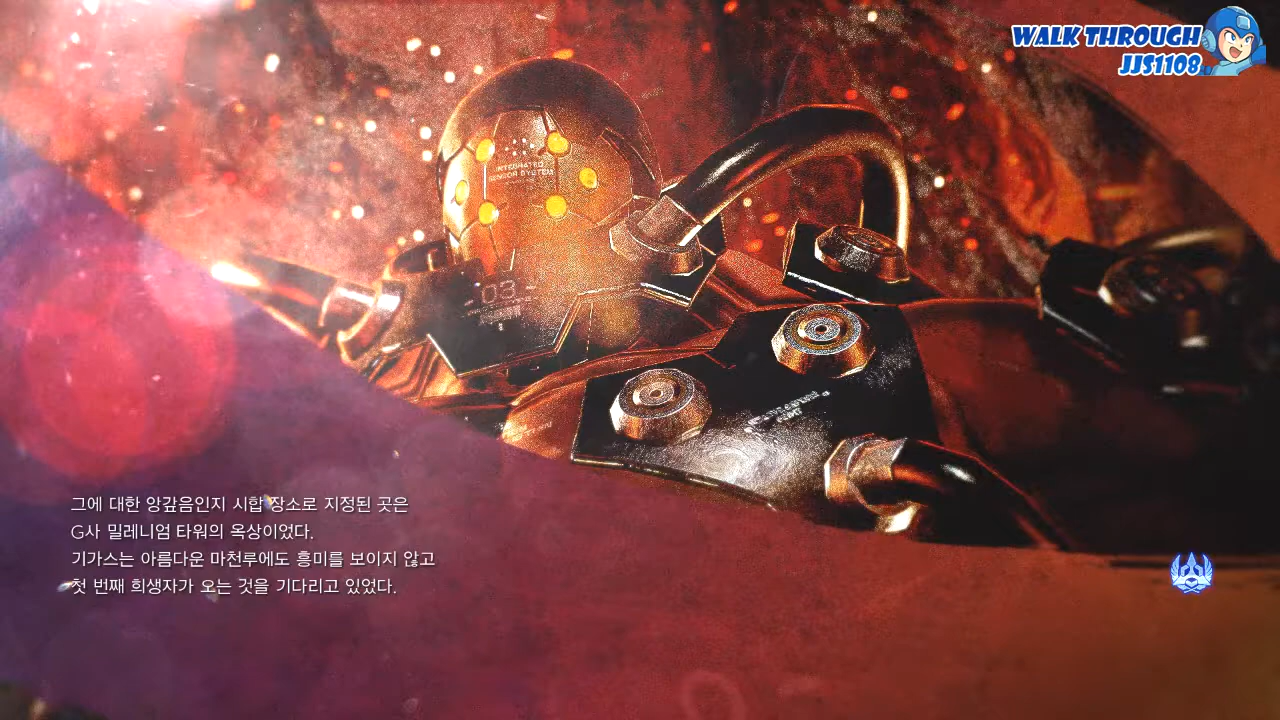 WALK THROUGH
JJS1108
INTEGRATED
SENSOR SYSTEM
03
그에 대한 앙갚음인지 시합 장소로 지정된 곳은
G사 밀레니엄 타워의 옥상이었다.
기가스는 아름다운 마천루에도 흥미를 보이지 않고
첫 번째 희생자가 오는 것을 기다리고 있었다.